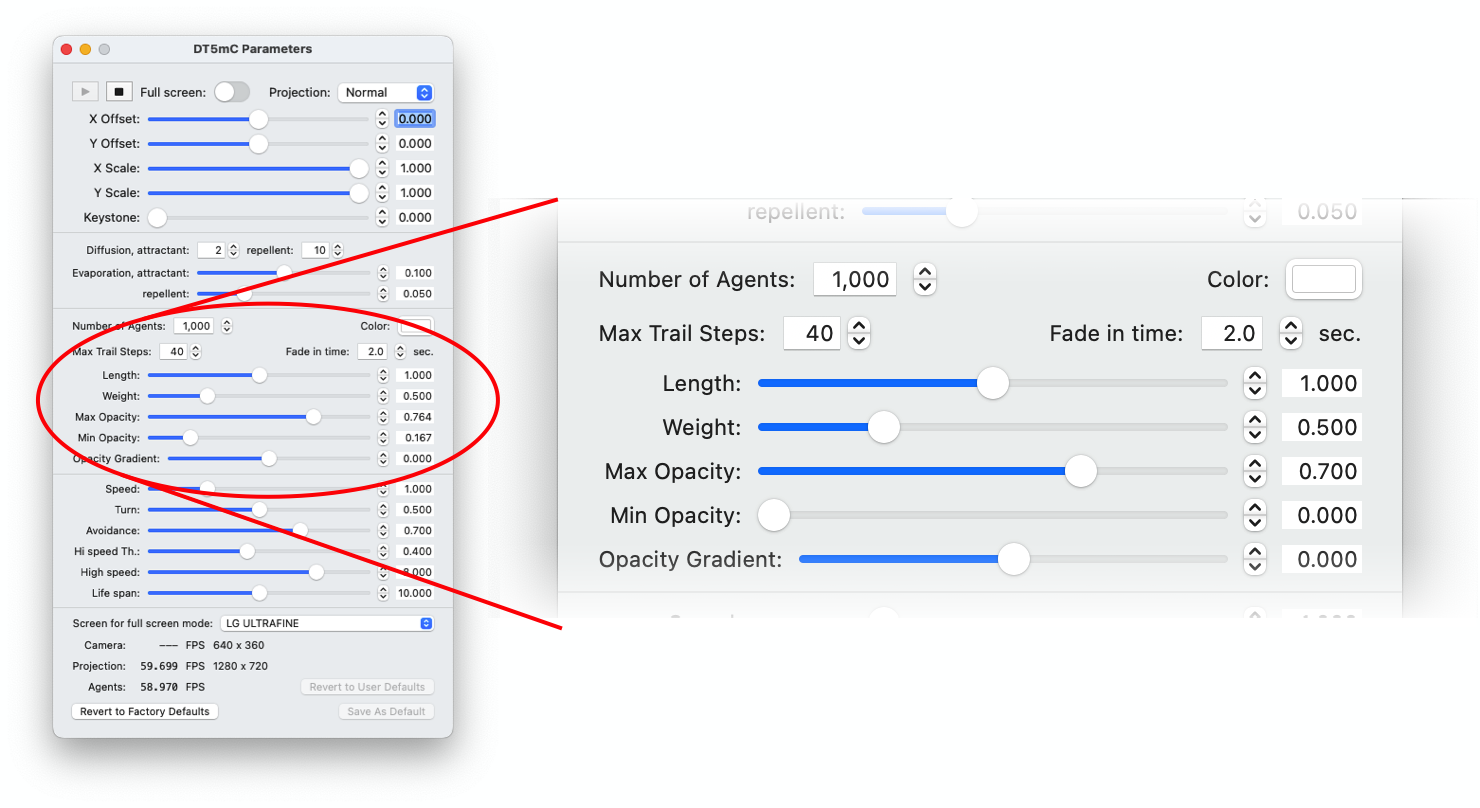 DT5mC Parameters
Full screen: Projection: Normal
X Offset: 0.000
Y Offset: 0.000
X Scale: 1.000
Y Scale: 1.000
Keystone: 0.000
Diffusion, attractant: 2 repellent: 10
Evaporation, attractant: 0.100
repellent: 0.050
Number of Agents: 1,000 Color:
Max Trail Steps: 40 Fade in time: 2.0 sec.
Length: 1.000
Weight: 0.500
Max Opacity: 0.764
Min Opacity: 0.167
Opacity Gradient: 0.000
Speed: 1.000
Turn: 0.500
Avoidance: 0.700
Hi speed Th.: 0.400
High speed: 8.000
Life span: 10.000
Screen for full screen mode: LG ULTRAFINE
Camera: ––– FPS 640 x 360
Projection: 59.699 FPS 1280 x 720
Agents: 58.970 FPS
Revert to User Defaults
Revert to Factory Defaults Save As Default
repellent: 0.050
Number of Agents: 1,000 Color:
Max Trail Steps: 40 Fade in time: 2.0 sec.
Length: 1.000
Weight: 0.500
Max Opacity: 0.700
Min Opacity: 0.000
Opacity Gradient: 0.000